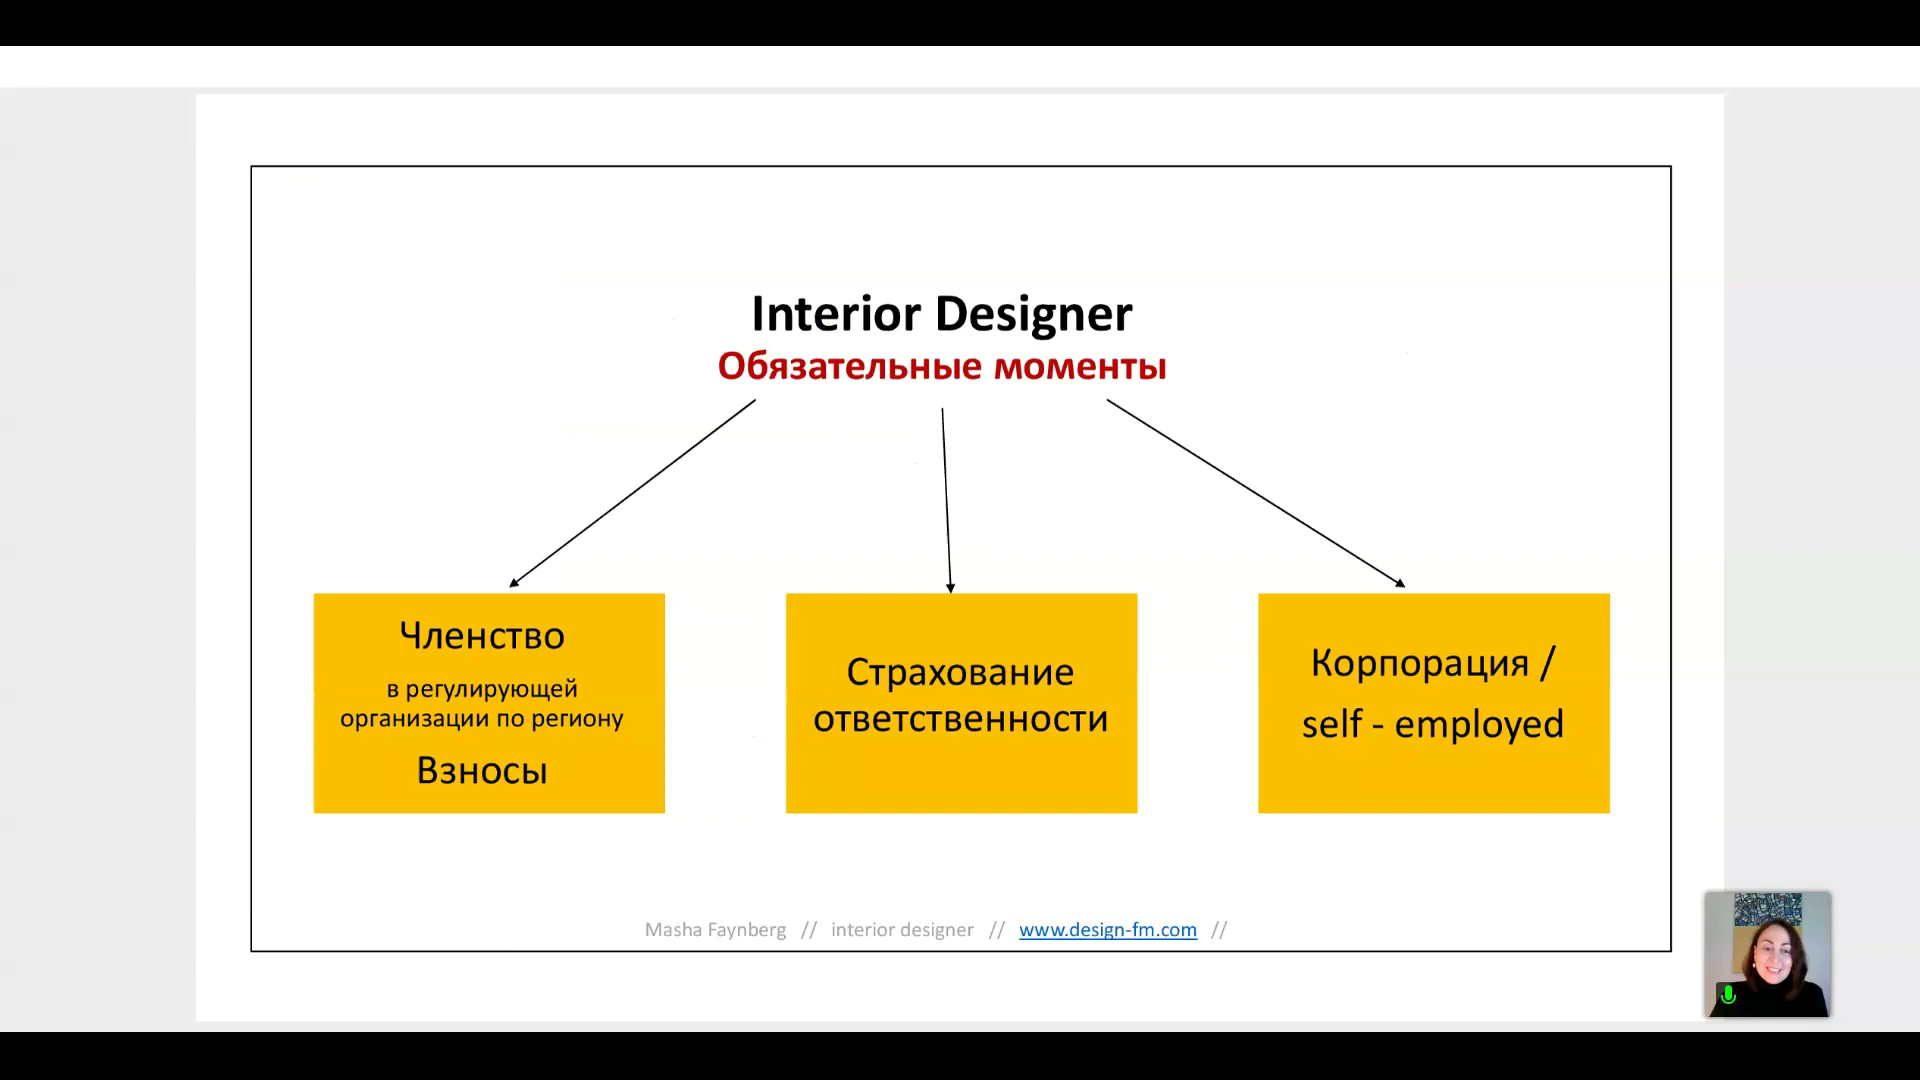 Interior Designer
Обязательные моменты
Членство
в регулирующей
организации по региону
Взносы
Страхование
ответственности
Корпорация /
self - employed
Masha Faynberg // interior designer // www.design-fm.com //